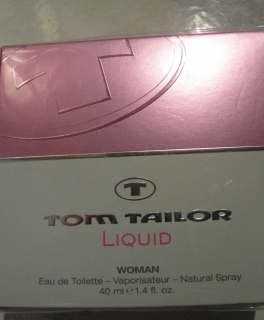 TOM TAILOR
LIQUID
WOMAN
Eau de Toilette – Vaporisateur – Natural Spray
40 ml ℮ 1.4 fl. oz.